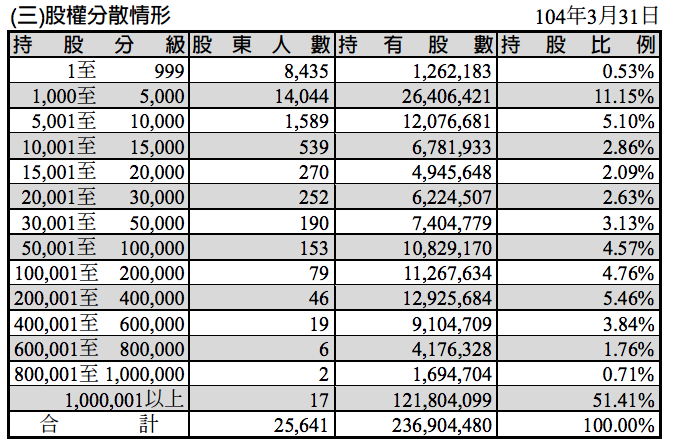 (三)股權分散情形 104年3月31日
持股分級 股東人數 持有股數 持股比例
1至 999 8,435 1,262,183 0.53%
1,000至 5,000 14,044 26,406,421 11.15%
5,001至 10,000 1,589 12,076,681 5.10%
10,001至 15,000 539 6,781,933 2.86%
15,001至 20,000 270 4,945,648 2.09%
20,001至 30,000 252 6,224,507 2.63%
30,001至 50,000 190 7,404,779 3.13%
50,001至 100,000 153 10,829,170 4.57%
100,001至 200,000 79 11,267,634 4.76%
200,001至 400,000 46 12,925,684 5.46%
400,001至 600,000 19 9,104,709 3.84%
600,001至 800,000 6 4,176,328 1.76%
800,001至 1,000,000 2 1,694,704 0.71%
1,000,001以上 17 121,804,099 51.41%
合計 25,641 236,904,480 100.00%